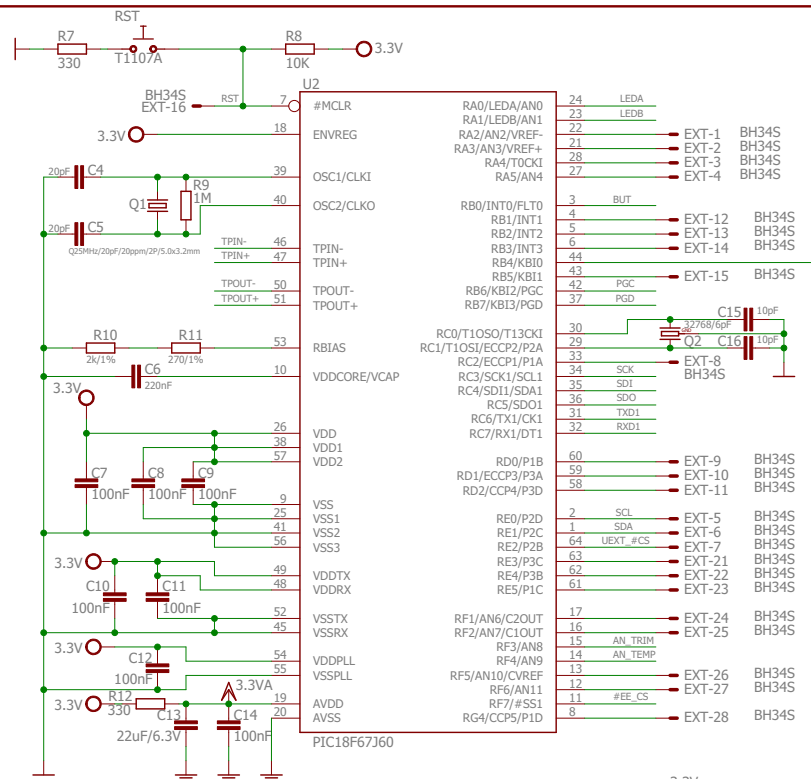 RST
R7
330
T1107A
R8
10K
3.3V
U2
BH34S
EXT-16
RST
7
#MCLR
3.3V
18
ENVREG
20pF
C4
39
OSC1/CLKI
Q1
R9
1M
40
OSC2/CLKO
20pF
C5
Q25MHz/20pF/20ppm/2P/5.0x3.2mm
TPIN-
46
TPIN-
TPIN+
47
TPIN+
TPOUT-
50
TPOUT-
TPOUT+
51
TPOUT+
R10
2k/1%
R11
270/1%
53
RBIAS
C6
220nF
10
VDDCORE/VCAP
3.3V
26
VDD
38
VDD1
57
VDD2
C7
100nF
C8
100nF
C9
100nF
9
VSS
25
VSS1
41
VSS2
56
VSS3
3.3V
49
VDDTX
48
VDDRX
C10
100nF
C11
100nF
52
VSSTX
45
VSSRX
3.3V
54
VDDPLL
55
VSSPLL
C12
100nF
3.3V
R12
330
3.3VA
19
AVDD
20
AVSS
C13
22uF/6.3V
C14
100nF
PIC18F67J60
RA0/LEDA/AN0 24 LEDA
RA1/LEDB/AN1 23 LEDB
RA2/AN2/VREF- 22 EXT-1 BH34S
RA3/AN3/VREF+ 21 EXT-2 BH34S
RA4/T0CKI 28 EXT-3 BH34S
RA5/AN4 27 EXT-4 BH34S
RB0/INT0/FLT0 3 BUT
RB1/INT1 4 EXT-12 BH34S
RB2/INT2 5 EXT-13 BH34S
RB3/INT3 6 EXT-14 BH34S
RB4/KBI0 44
RB5/KBI1 43 EXT-15 BH34S
RB6/KBI2/PGC 42 PGC
RB7/KBI3/PGD 37 PGD
C15 10pF
RC0/T1OSO/T13CKI 30 32768/6pF
RC1/T1OSI/ECCP2/P2A 29 Q2 C16 10pF
RC2/ECCP1/P1A 33 EXT-8
BH34S
RC3/SCK1/SCL1 34 SCK
RC4/SDI1/SDA1 35 SDI
RC5/SDO1 36 SDO
RC6/TX1/CK1 31 TXD1
RC7/RX1/DT1 32 RXD1
RD0/P1B 60 EXT-9 BH34S
RD1/ECCP3/P3A 59 EXT-10 BH34S
RD2/CCP4/P3D 58 EXT-11 BH34S
RE0/P2D 2 SCL EXT-5 BH34S
RE1/P2C 1 SDA EXT-6 BH34S
RE2/P2B 64 UEXT_#CS EXT-7 BH34S
RE3/P3C 63 EXT-21 BH34S
RE4/P3B 62 EXT-22 BH34S
RE5/P1C 61 EXT-23 BH34S
RF1/AN6/C2OUT 17 EXT-24 BH34S
RF2/AN7/C1OUT 16 EXT-25 BH34S
RF3/AN8 15 AN_TRIM
RF4/AN9 14 AN_TEMP
RF5/AN10/CVREF 13 EXT-26 BH34S
RF6/AN11 12 EXT-27 BH34S
RF7/#SS1 11 #EE_CS
RG4/CCP5/P1D 8 EXT-28 BH34S